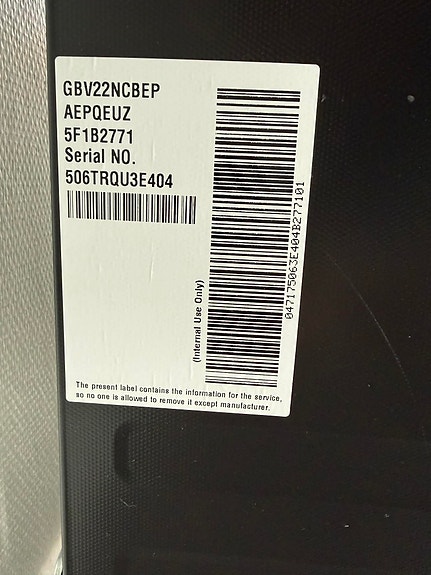 GBV22NCBEP
AEPQEUZ
5F1B2771
Serial NO.
506TRQU3E404
047175063E404B277101
(Internal Use Only)
The present label contains the information for the service,
so no one is allowed to remove it except manufacturer.